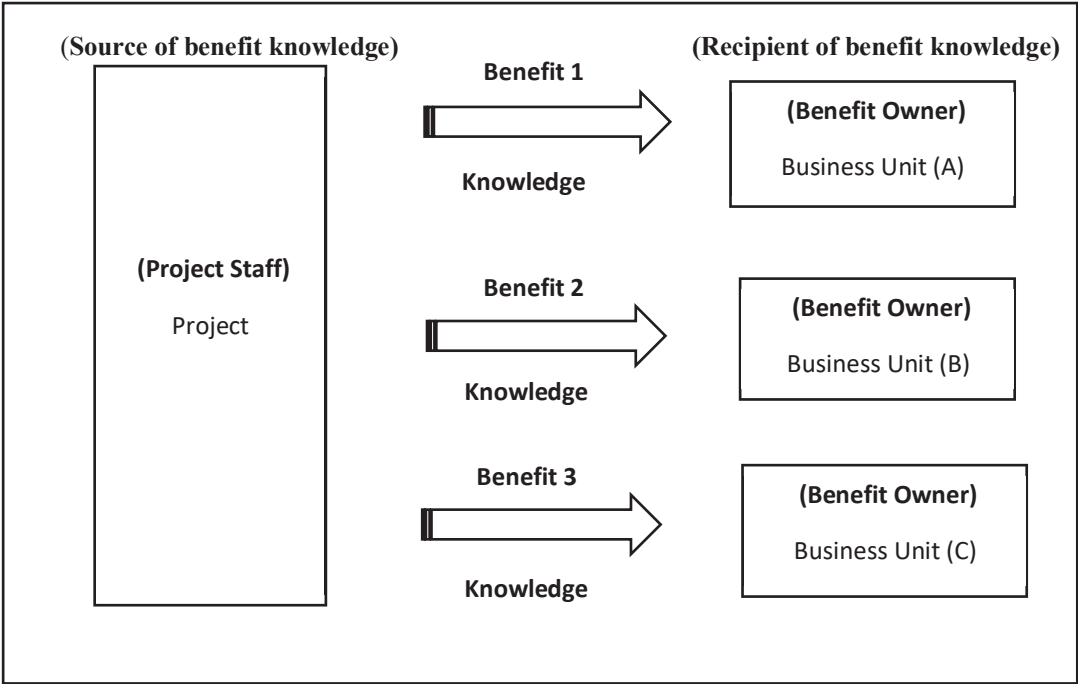 (Source of benefit knowledge)
(Recipient of benefit knowledge)
(Project Staff)
Project
Benefit 1
Knowledge
(Benefit Owner)
Business Unit (A)
Benefit 2
Knowledge
(Benefit Owner)
Business Unit (B)
Benefit 3
Knowledge
(Benefit Owner)
Business Unit (C)